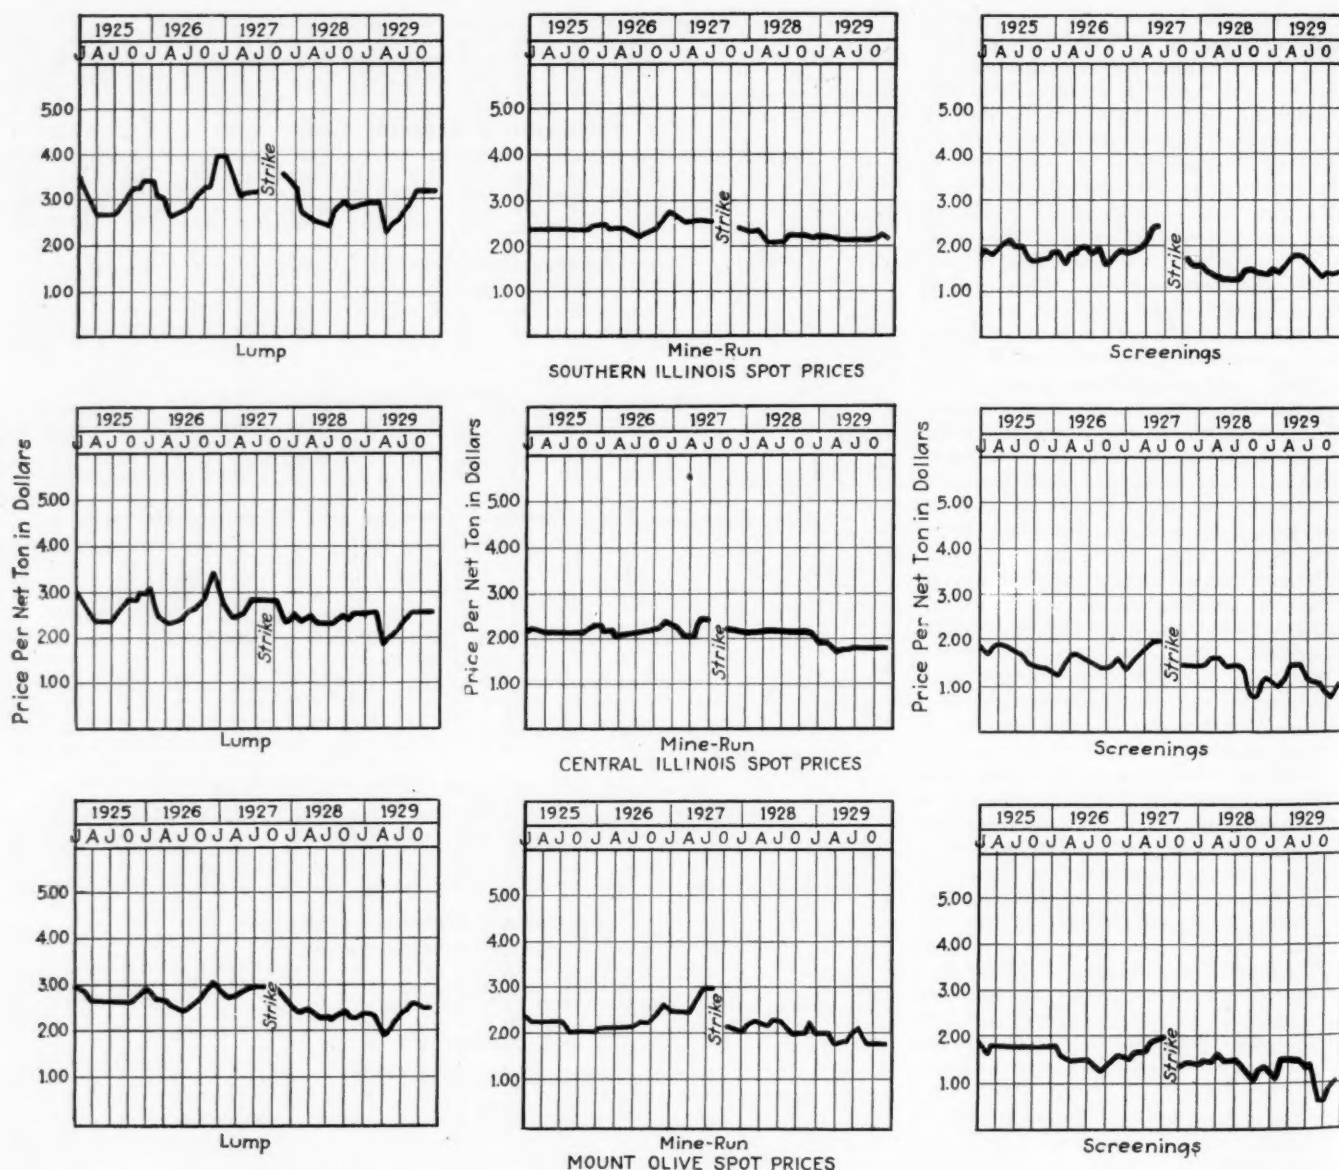 1925 1926 1927 1928 1929
J A J O J A J O J A J O J A J O J A J O
5.00
4.00
3.00
2.00
1.00
Strike
Lump
1925 1926 1927 1928 1929
J A J O J A J O J A J O J A J O J A J O
5.00
4.00
3.00
2.00
1.00
Strike
Mine-Run
1925 1926 1927 1928 1929
J A J O J A J O J A J O J A J O J A J O
5.00
4.00
3.00
2.00
1.00
Strike
Screenings
SOUTHERN ILLINOIS SPOT PRICES
Price Per Net Ton in Dollars
1925 1926 1927 1928 1929
J A J O J A J O J A J O J A J O J A J O
5.00
4.00
3.00
2.00
1.00
Strike
Lump
Price Per Net Ton in Dollars
1925 1926 1927 1928 1929
J A J O J A J O J A J O J A J O J A J O
5.00
4.00
3.00
2.00
1.00
Strike
Mine-Run
Price Per Net Ton in Dollars
1925 1926 1927 1928 1929
J A J O J A J O J A J O J A J O J A J O
5.00
4.00
3.00
2.00
1.00
Strike
Screenings
CENTRAL ILLINOIS SPOT PRICES
1925 1926 1927 1928 1929
J A J O J A J O J A J O J A J O J A J O
5.00
4.00
3.00
2.00
1.00
Strike
Lump
1925 1926 1927 1928 1929
J A J O J A J O J A J O J A J O J A J O
5.00
4.00
3.00
2.00
1.00
Strike
Mine-Run
1925 1926 1927 1928 1929
J A J O J A J O J A J O J A J O J A J O
5.00
4.00
3.00
2.00
1.00
Strike
Screenings
MOUNT OLIVE SPOT PRICES